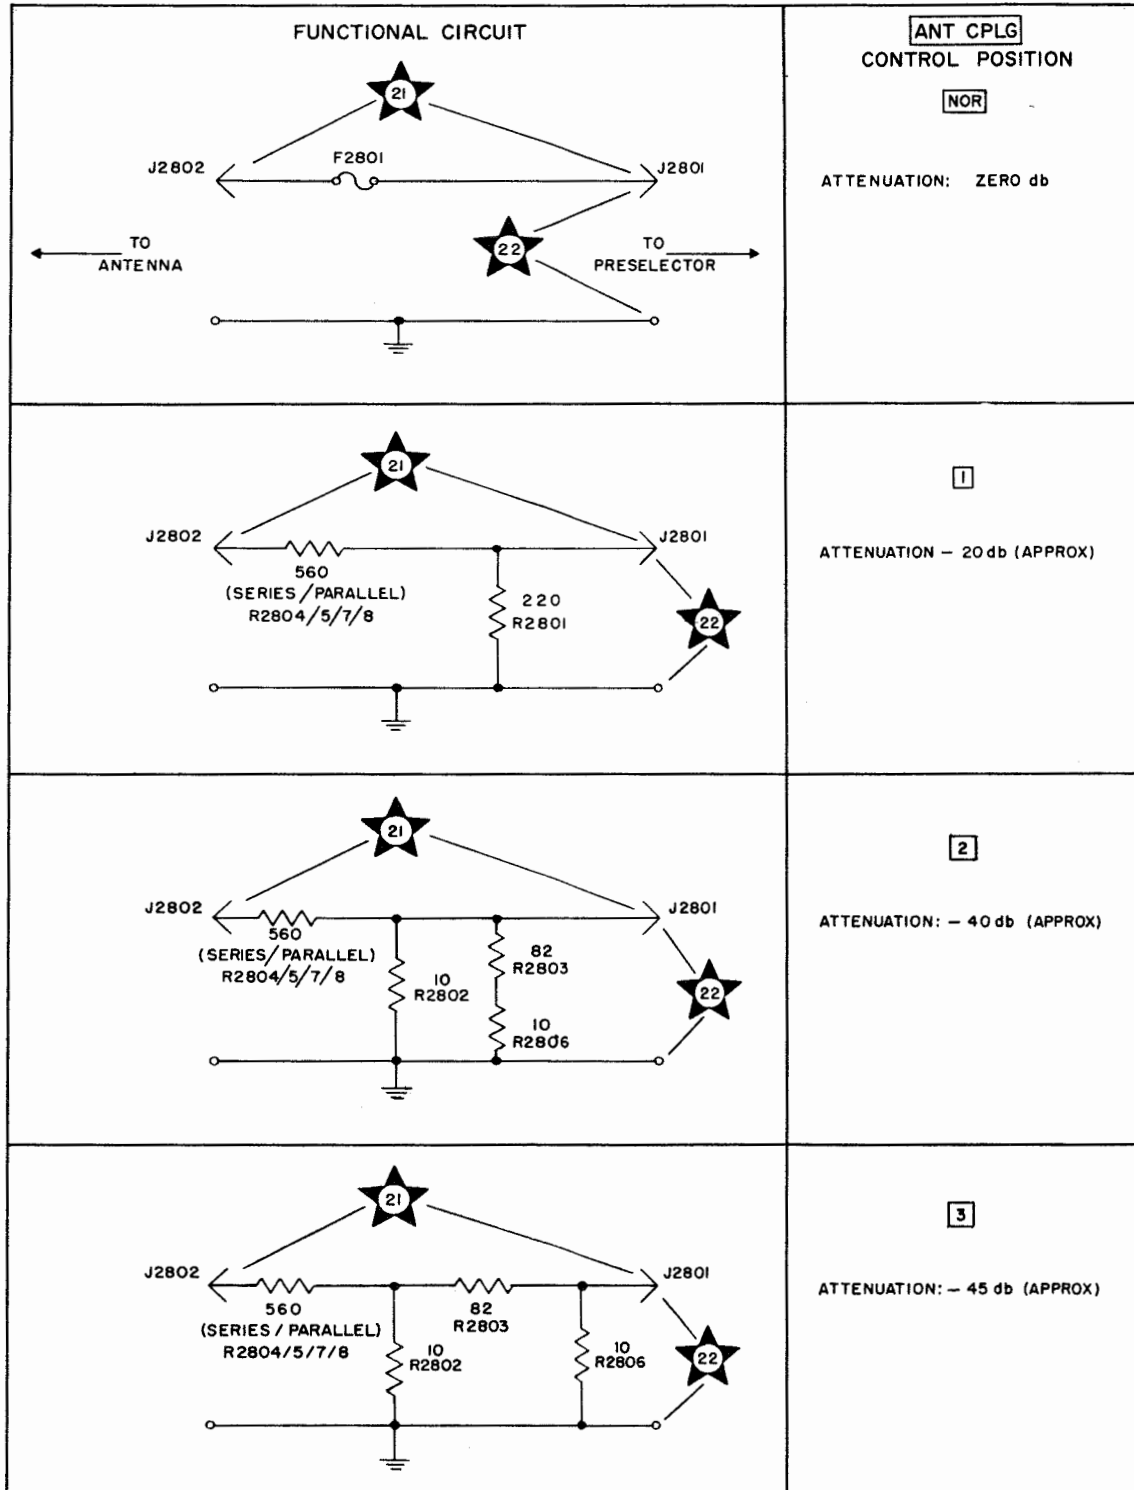 FUNCTIONAL CIRCUIT
ANT CPLG
CONTROL POSITION
21
NOR
J2802
F2801
J2801
ATTENUATION: ZERO db
22
TO
ANTENNA
TO
PRESELECTOR
21
1
J2802
J2801
ATTENUATION – 20 db (APPROX)
560
(SERIES/PARALLEL)
R2804/5/7/8
220
R2801
22
21
2
J2802
J2801
ATTENUATION: – 40 db (APPROX)
560
(SERIES/PARALLEL)
R2804/5/7/8
10
R2802
82
R2803
10
R2806
22
21
3
J2802
J2801
ATTENUATION: – 45 db (APPROX)
560
(SERIES / PARALLEL)
R2804/5/7/8
82
R2803
10
R2802
10
R2806
22